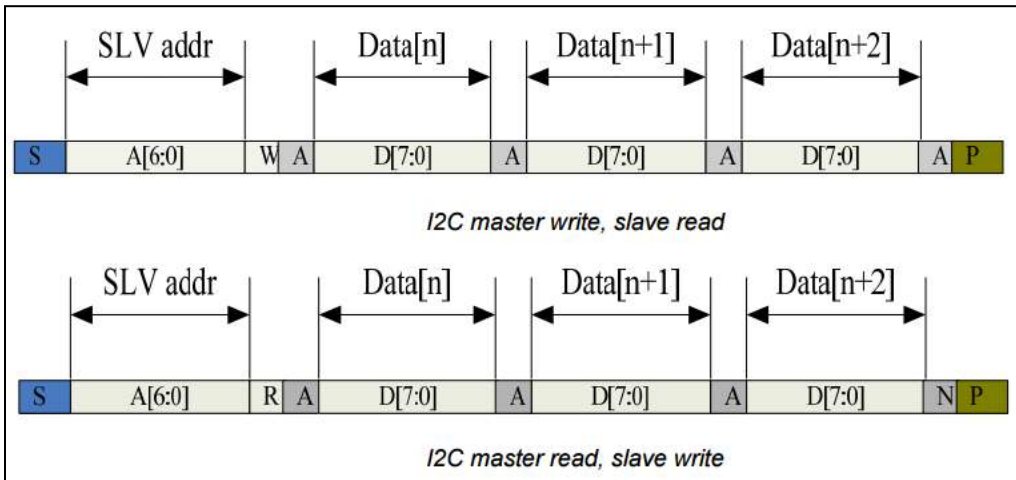 SLV addr Data[n] Data[n+1] Data[n+2]
S A[6:0] W A D[7:0] A D[7:0] A D[7:0] A P
I2C master write, slave read
SLV addr Data[n] Data[n+1] Data[n+2]
S A[6:0] R A D[7:0] A D[7:0] A D[7:0] N P
I2C master read, slave write